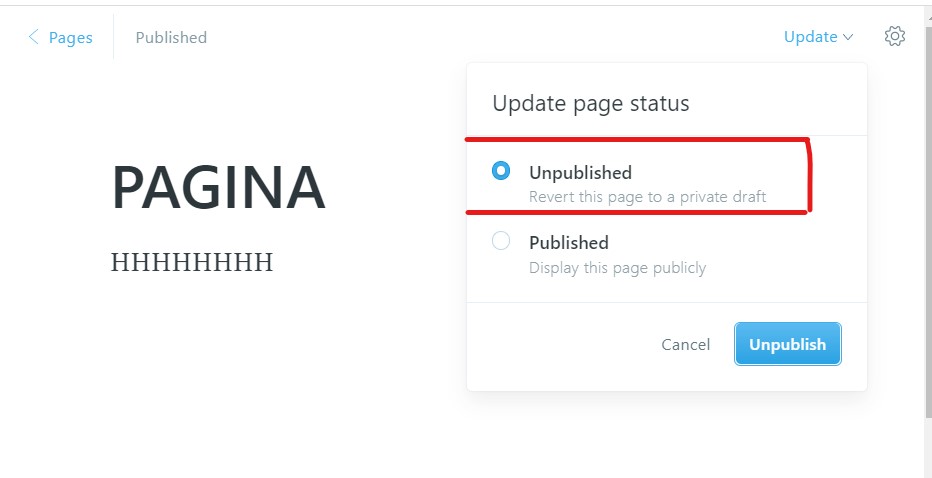 Pages
Published
Update
Update page status
PAGINA
Unpublished
Revert this page to a private draft
HHHHHHHH
Published
Display this page publicly
Cancel
Unpublish